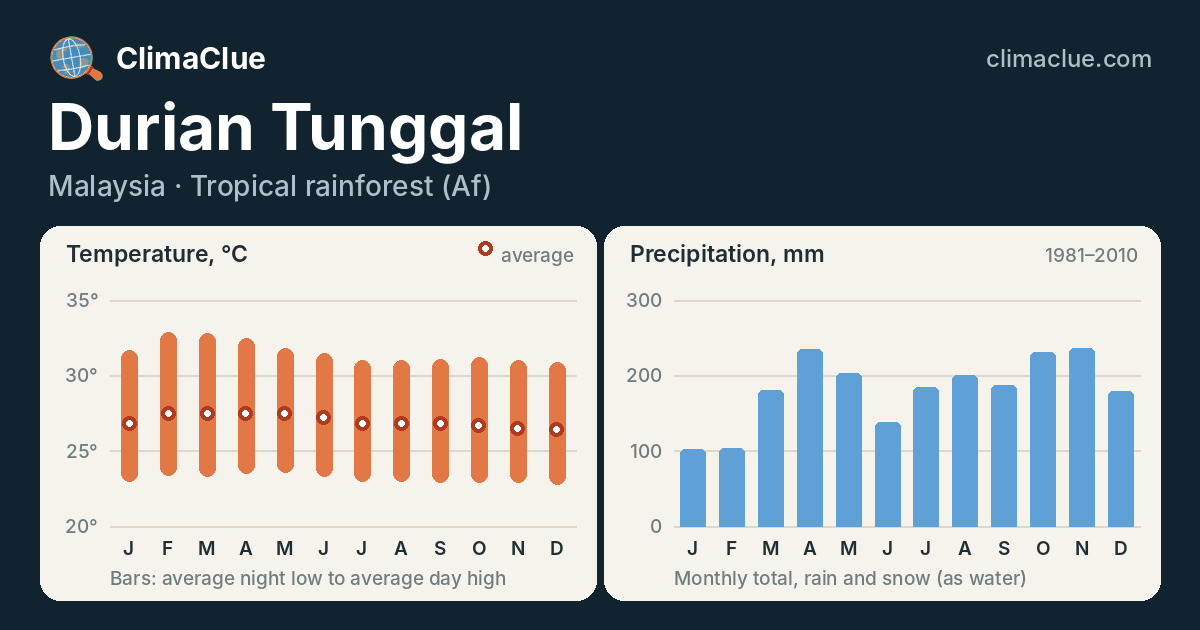 ClimaClue
climaclue.com
Durian Tunggal
Malaysia · Tropical rainforest (Af)
Temperature, °C
average
35°
30°
25°
20°
J F M A M J J A S O N D
Bars: average night low to average day high
Precipitation, mm
1981–2010
300
200
100
0
J F M A M J J A S O N D
Monthly total, rain and snow (as water)